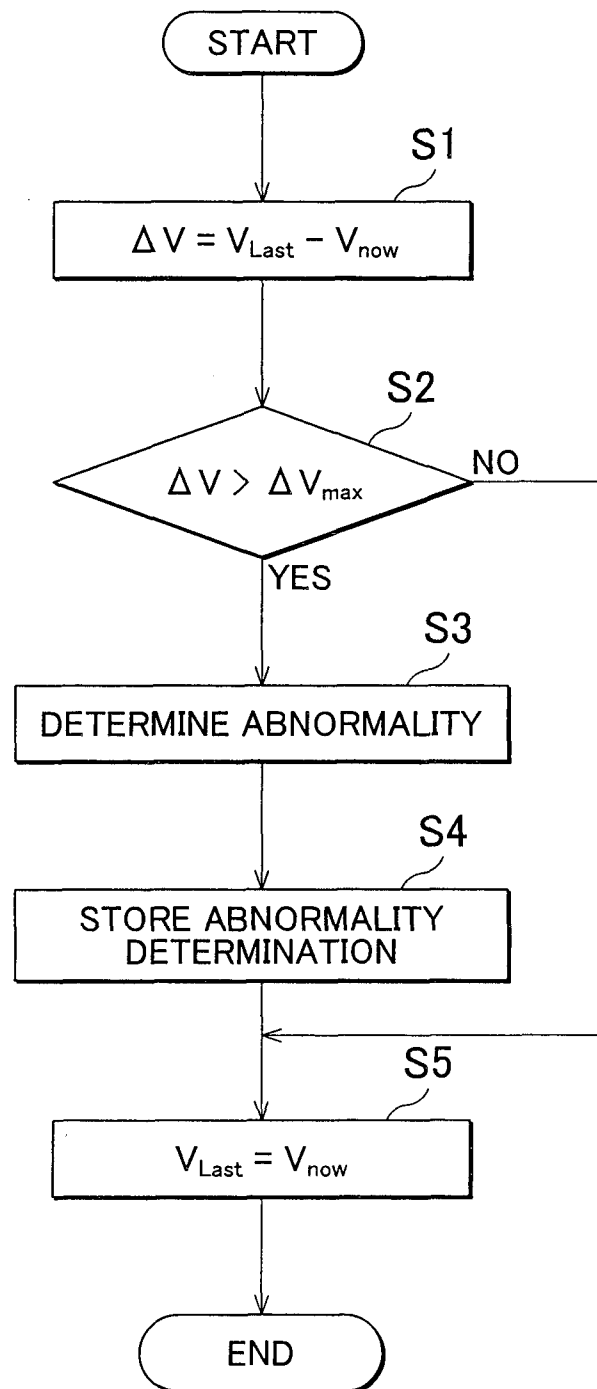 START
S1
ΔV = V_Last − V_now
S2
ΔV > ΔV_max
NO
YES
S3
DETERMINE ABNORMALITY
S4
STORE ABNORMALITY
DETERMINATION
S5
V_Last = V_now
END